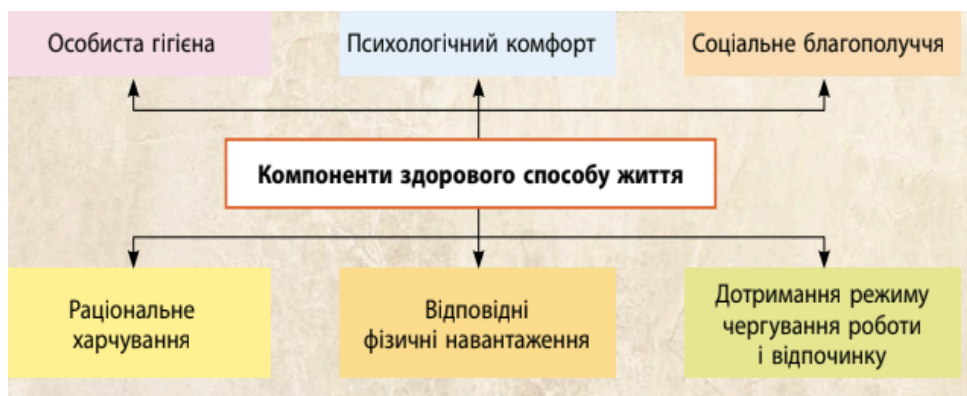 Особиста гігієна
Психологічний комфорт
Соціальне благополуччя
Компоненти здорового способу життя
Раціональне
харчування
Відповідні
фізичні навантаження
Дотримання режиму
чергування роботи
і відпочинку